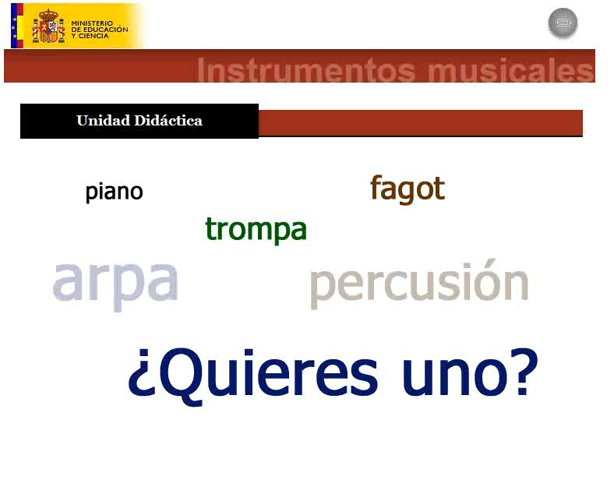 MINISTERIO
DE EDUCACIÓN
Y CIENCIA
Instrumentos musicales
Unidad Didáctica
piano
fagot
trompa
arpa
percusión
¿Quieres uno?